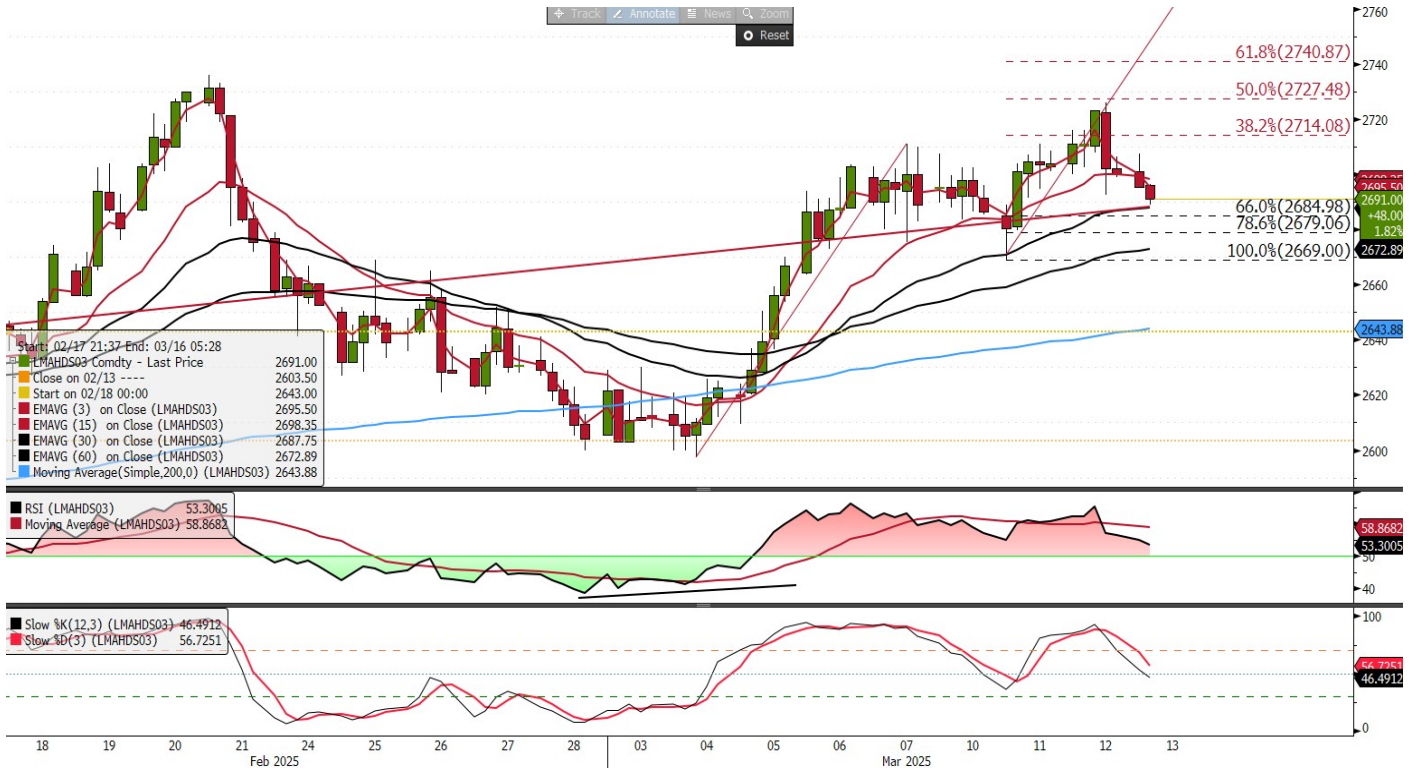 Track Annotate News Zoom
Reset
2760
61.8%(2740.87)
2740
50.0%(2727.48)
2720
38.2%(2714.08)
2695.50
2691.00
66.0%(2684.98)
+48.00
78.6%(2679.06)
1.82%
100.0%(2669.00)
2672.89
2660
2643.88
2640
2620
2600
Start: 02/17 21:37 End: 03/16 05:28
LMAHDS03 Comdty - Last Price 2691.00
Close on 02/13 ---- 2603.50
Start on 02/18 00:00 2643.00
EMAVG (3) on Close (LMAHDS03) 2695.50
EMAVG (15) on Close (LMAHDS03) 2698.35
EMAVG (30) on Close (LMAHDS03) 2687.75
EMAVG (60) on Close (LMAHDS03) 2672.89
Moving Average(Simple,200,0) (LMAHDS03) 2643.88
RSI (LMAHDS03) 53.3005
Moving Average (LMAHDS03) 58.8682
58.8682
53.3005
50
40
Slow %K(12,3) (LMAHDS03) 46.4912
Slow %D(3) (LMAHDS03) 56.7251
100
56.7251
46.4912
0
18 19 20 21 24 25 26 27 28 03 04 05 06 07 10 11 12 13
Feb 2025 Mar 2025